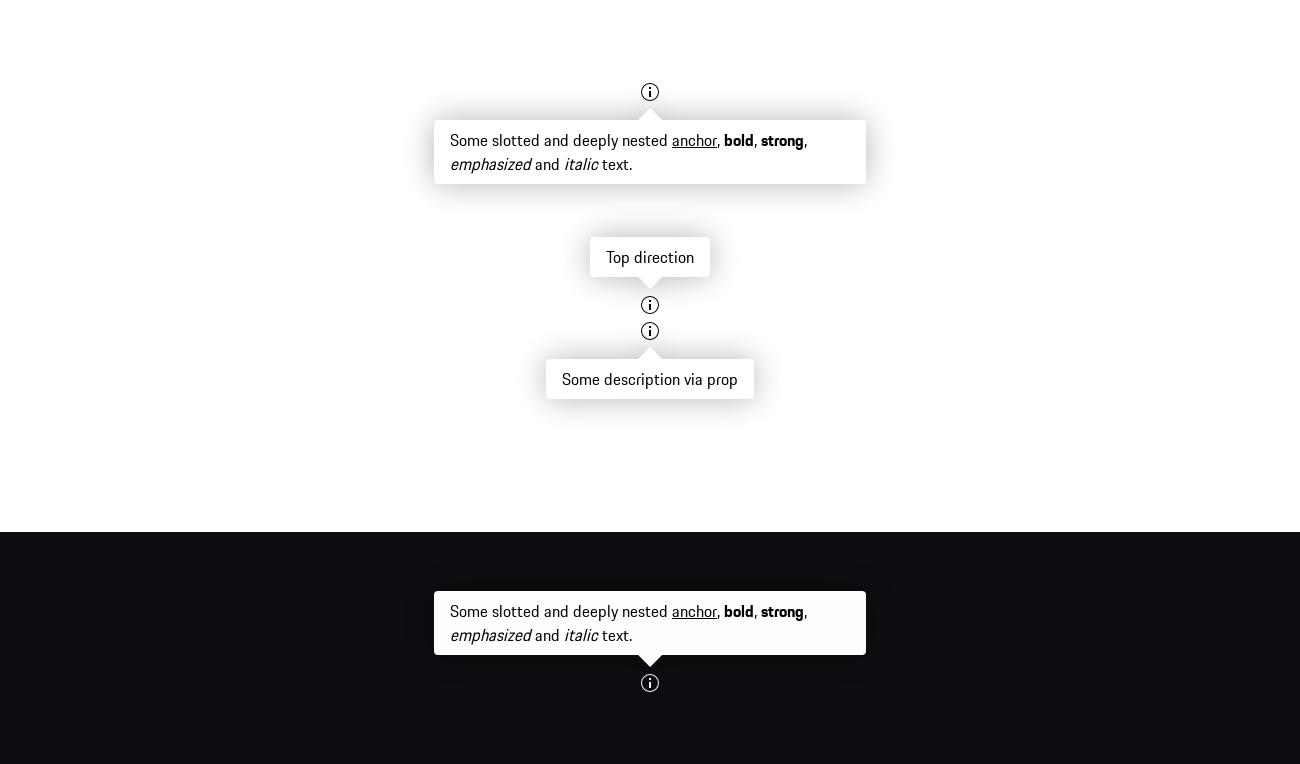 Some slotted and deeply nested anchor, bold, strong,
emphasized and italic text.
Top direction
Some description via prop
Some slotted and deeply nested anchor, bold, strong,
emphasized and italic text.